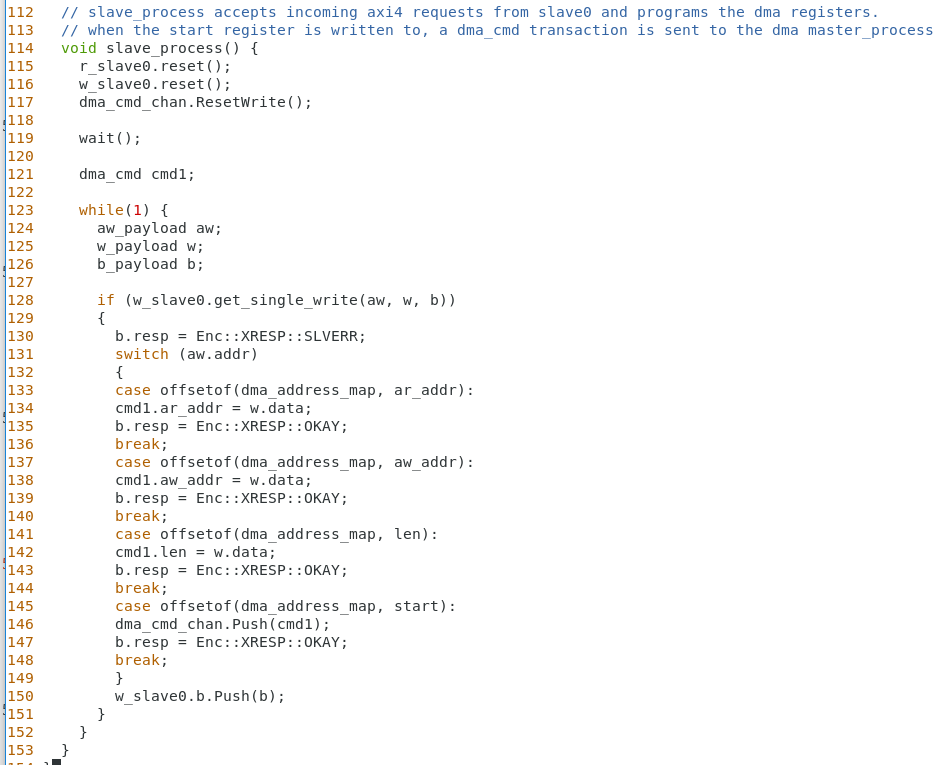 112   // slave_process accepts incoming axi4 requests from slave0 and programs the dma registers.
113   // when the start register is written to, a dma_cmd transaction is sent to the dma master_process
114   void slave_process() {
115     r_slave0.reset();
116     w_slave0.reset();
117     dma_cmd_chan.ResetWrite();
118
119     wait();
120
121     dma_cmd cmd1;
122
123     while(1) {
124       aw_payload aw;
125       w_payload w;
126       b_payload b;
127
128       if (w_slave0.get_single_write(aw, w, b))
129       {
130         b.resp = Enc::XRESP::SLVERR;
131         switch (aw.addr)
132         {
133         case offsetof(dma_address_map, ar_addr):
134         cmd1.ar_addr = w.data;
135         b.resp = Enc::XRESP::OKAY;
136         break;
137         case offsetof(dma_address_map, aw_addr):
138         cmd1.aw_addr = w.data;
139         b.resp = Enc::XRESP::OKAY;
140         break;
141         case offsetof(dma_address_map, len):
142         cmd1.len = w.data;
143         b.resp = Enc::XRESP::OKAY;
144         break;
145         case offsetof(dma_address_map, start):
146         dma_cmd_chan.Push(cmd1);
147         b.resp = Enc::XRESP::OKAY;
148         break;
149         }
150         w_slave0.b.Push(b);
151       }
152     }
153   }